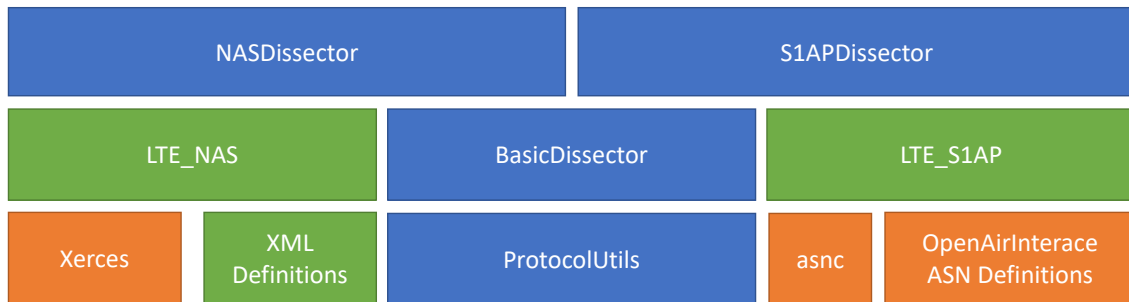 NASDissector
S1APDissector
LTE_NAS
BasicDissector
LTE_S1AP
Xerces
XML
Definitions
ProtocolUtils
asnc
OpenAirInterace
ASN Definitions